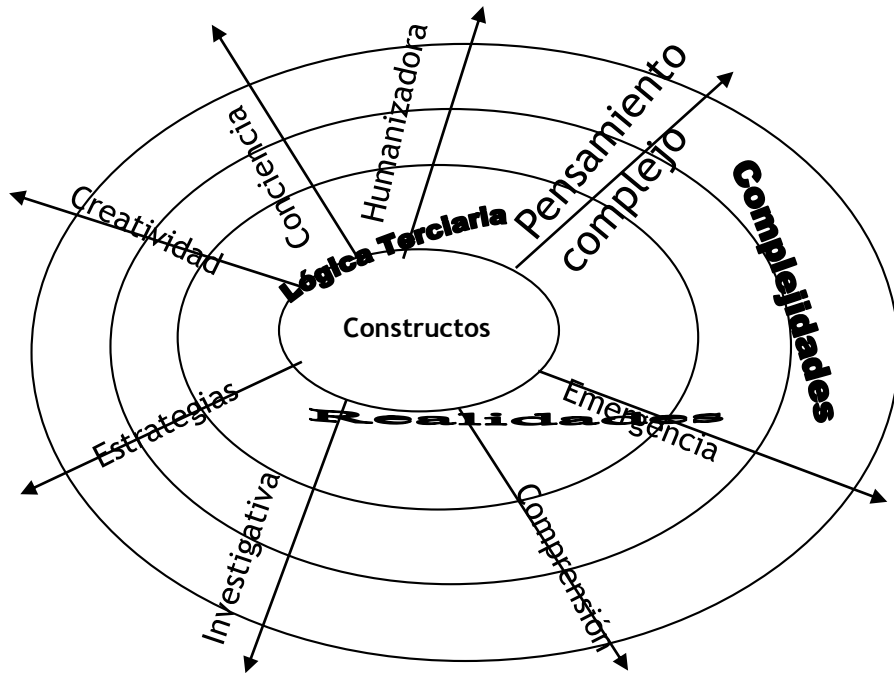 Humanizadora
Conciencia
Pensamiento
complejo
Creatividad
Lógica Terciaria
Complejidades
Constructos
Estrategias
Realidades
Emergencia
Investigativa
Comprensión